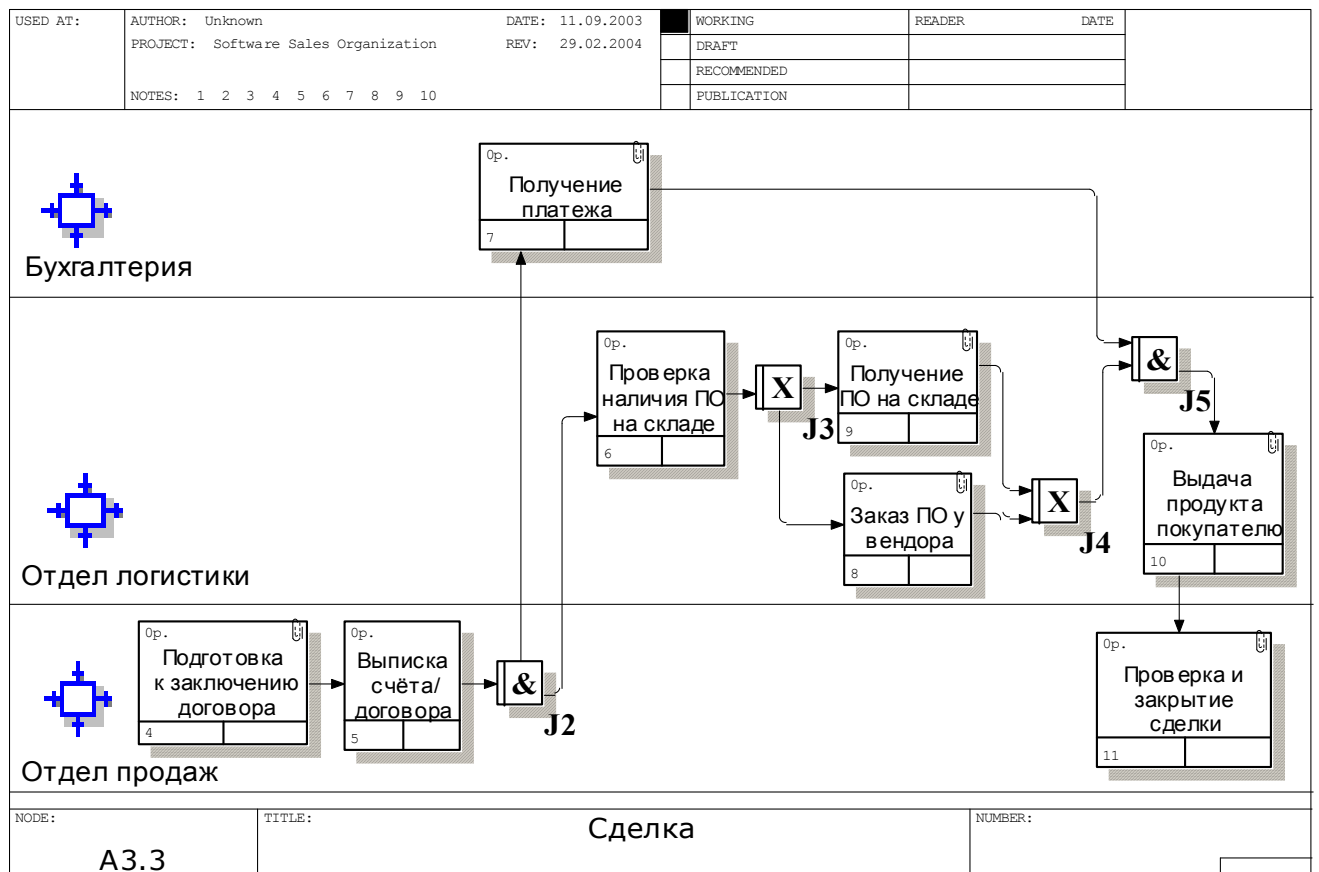 USED AT:
AUTHOR: Unknown
DATE: 11.09.2003
WORKING
READER
DATE
PROJECT: Software Sales Organization
REV: 29.02.2004
DRAFT
RECOMMENDED
NOTES: 1 2 3 4 5 6 7 8 9 10
PUBLICATION
0р.
Получение
платежа
7
Бухгалтерия
0р.
Проверка
наличия ПО
на складе
6
X
J3
0р.
Получение
ПО на складе
9
&
J5
0р.
Заказ ПО у
вендора
8
X
J4
0р.
Выдача
продукта
покупателю
10
Отдел логистики
0р.
Подготовка
к заключению
договора
4
0р.
Выписка
счёта/
договора
5
&
J2
0р.
Проверка и
закрытие
сделки
11
Отдел продаж
NODE:
TITLE:
NUMBER:
Сделка
А3.3